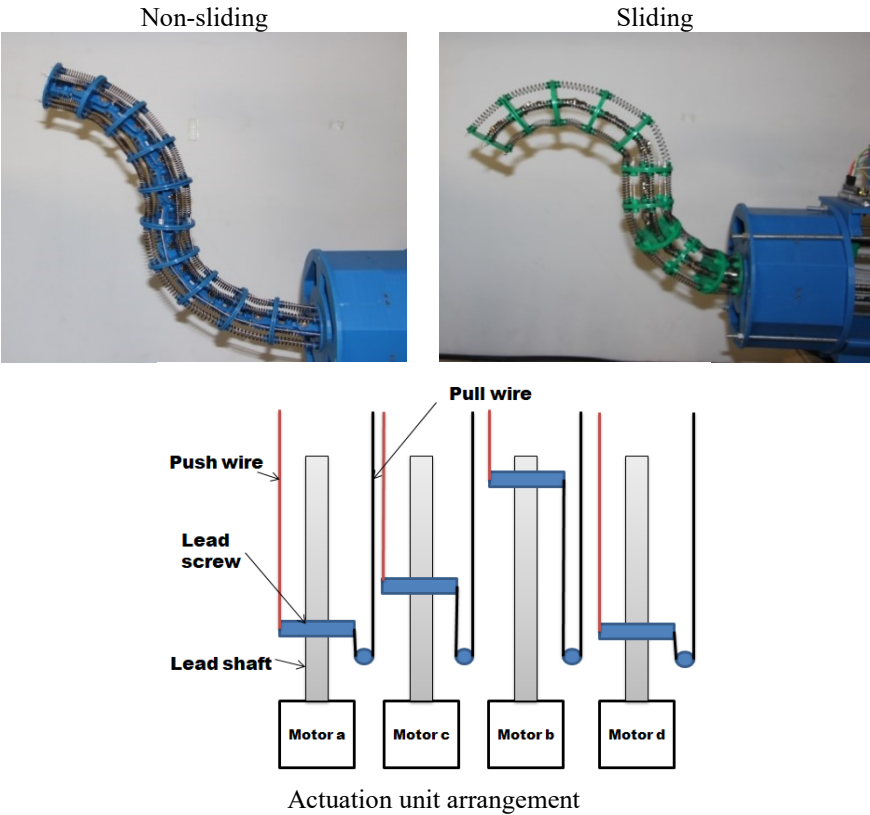 Non-sliding
Sliding
Pull wire
Push wire
Lead
screw
Lead shaft
Motor a
Motor c
Motor b
Motor d
Actuation unit arrangement